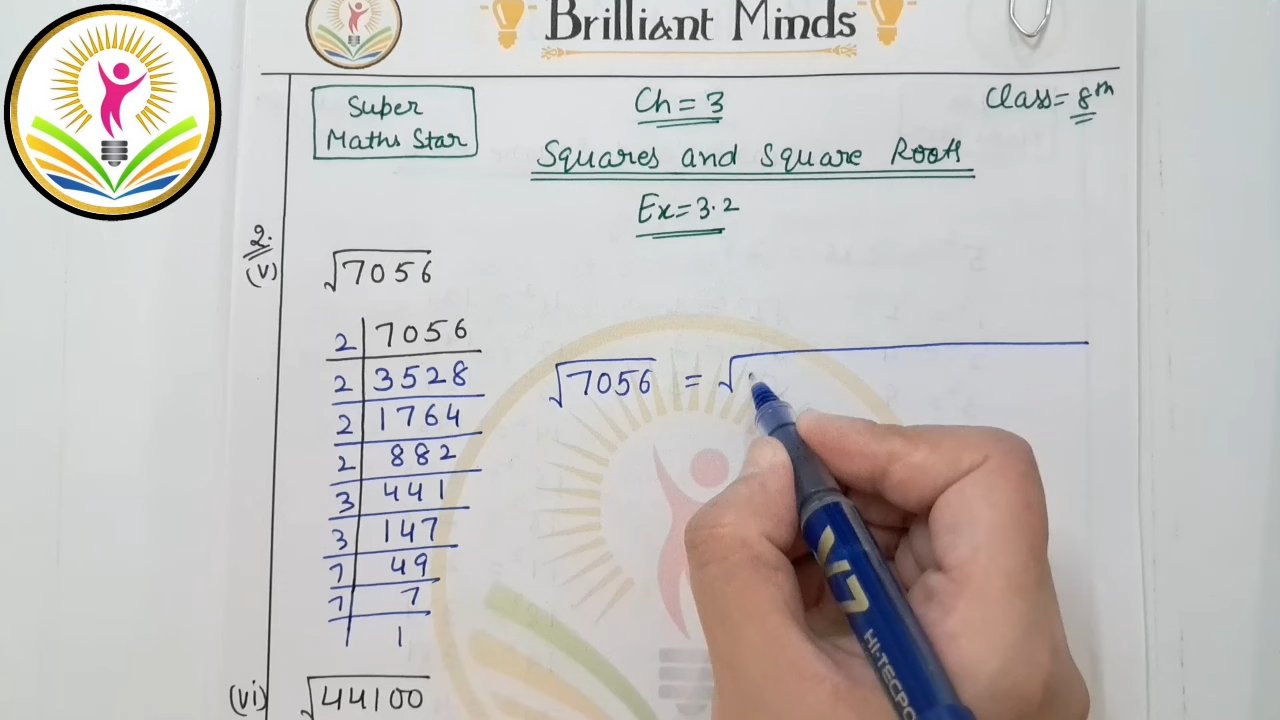 Brilliant Minds
Super
Maths Star
Ch = 3
Class = 8th
Squares and Square Roots
Ex = 3.2
2.
(v)
√7056
2 | 7056
2 | 3528
2 | 1764
2 | 882
3 | 441
3 | 147
7 | 49
7 | 7
| 1
√7056 = √
(vi) √44100
V7
HI-TECPO